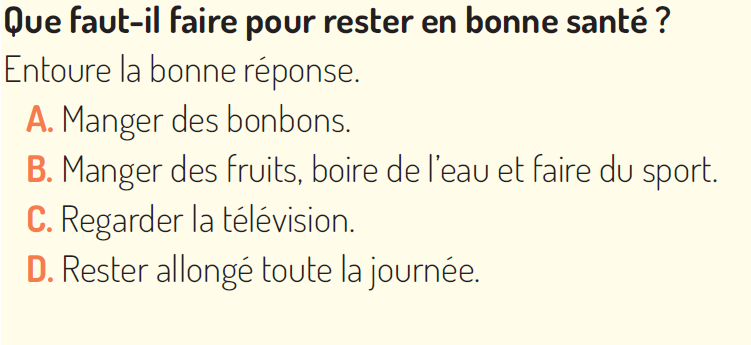 Que faut-il faire pour rester en bonne santé ?
Entoure la bonne réponse.
A. Manger des bonbons.
B. Manger des fruits, boire de l’eau et faire du sport.
C. Regarder la télévision.
D. Rester allongé toute la journée.